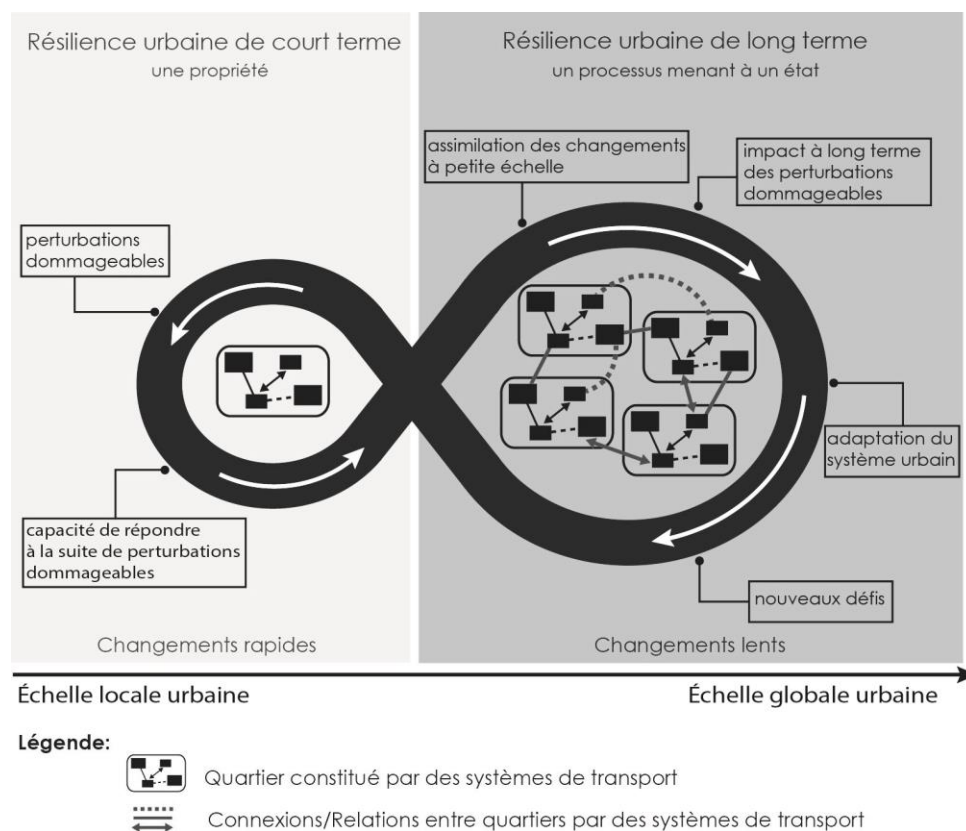 Résilience urbaine de court terme
une propriété
Résilience urbaine de long terme
un processus menant à un état
assimilation des changements
à petite échelle
impact à long terme
des perturbations
dommageables
perturbations
dommageables
adaptation du
système urbain
capacité de répondre
à la suite de perturbations
dommageables
nouveaux défis
Changements rapides
Changements lents
Échelle locale urbaine
Échelle globale urbaine
Légende:
Quartier constitué par des systèmes de transport
Connexions/Relations entre quartiers par des systèmes de transport